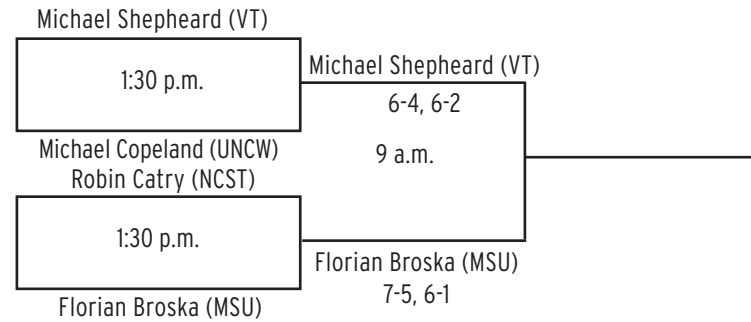 Michael Shepheard (VT)
1:30 p.m.
Michael Shepheard (VT)
6-4, 6-2
Michael Copeland (UNCW)
9 a.m.
Robin Catry (NCST)
1:30 p.m.
Florian Broska (MSU)
7-5, 6-1
Florian Broska (MSU)